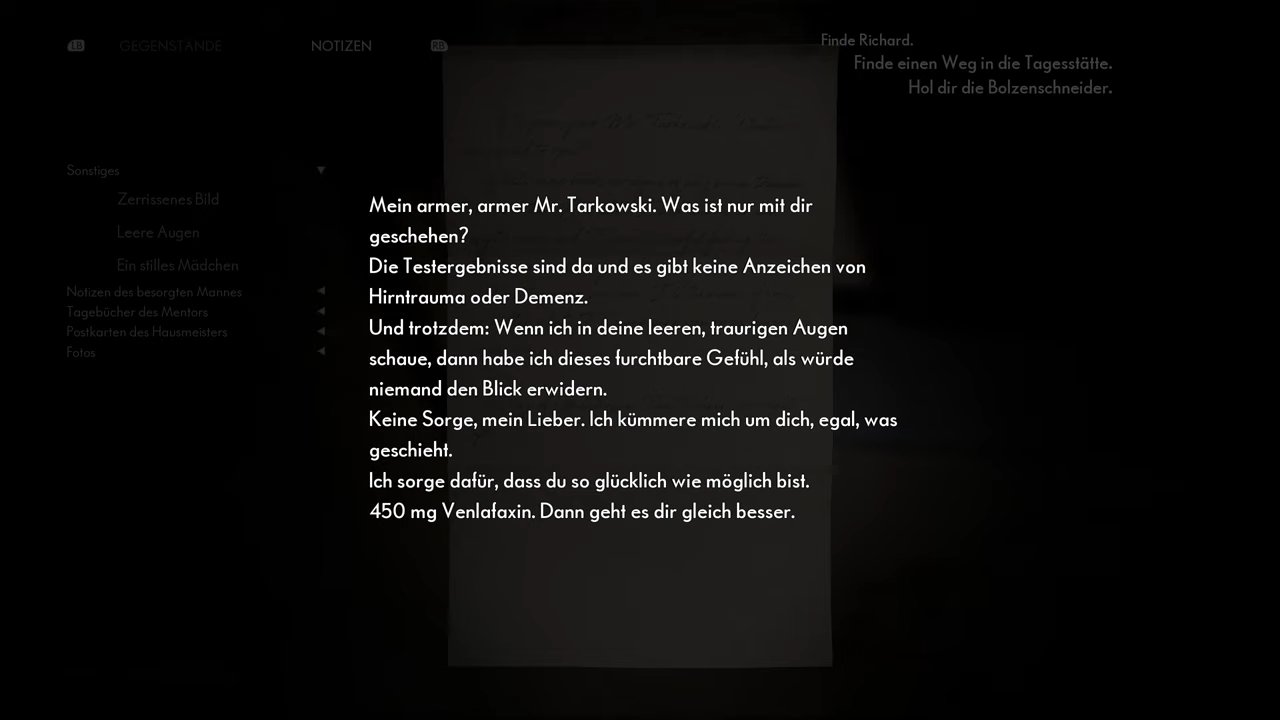 LB GEGENSTÄNDE NOTIZEN RB
Finde Richard.
Finde einen Weg in die Tagesstätte.
Hol dir die Bolzenschneider.
Sonstiges
Zerrissenes Bild
Leere Augen
Ein stilles Mädchen
Notizen des besorgten Mannes
Tagebücher des Mentors
Postkarten des Hausmeisters
Fotos
Mein armer, armer Mr. Tarkowski. Was ist nur mit dir
geschehen?
Die Testergebnisse sind da und es gibt keine Anzeichen von
Hirntrauma oder Demenz.
Und trotzdem: Wenn ich in deine leeren, traurigen Augen
schaue, dann habe ich dieses furchtbare Gefühl, als würde
niemand den Blick erwidern.
Keine Sorge, mein Lieber. Ich kümmere mich um dich, egal, was
geschieht.
Ich sorge dafür, dass du so glücklich wie möglich bist.
450 mg Venlafaxin. Dann geht es dir gleich besser.